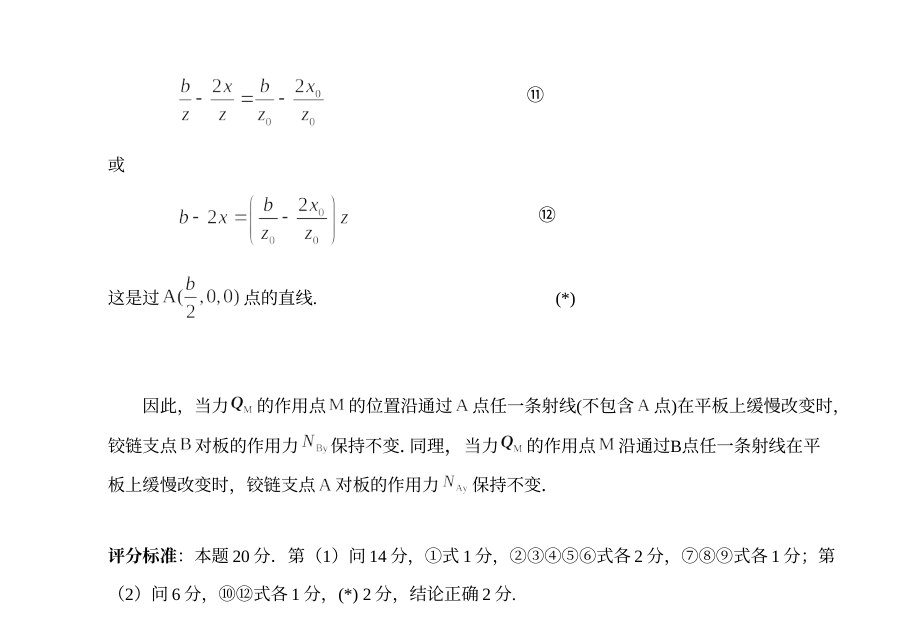 b/z - 2x/z = b/z₀ - 2x₀/z₀ ⑪
或
b - 2x = (b/z₀ - 2x₀/z₀) z ⑫
这是过 A(b/2,0,0) 点的直线. (*)
因此，当力 Q_M 的作用点 M 的位置沿通过 A 点任一条射线(不包含 A 点)在平板上缓慢改变时，
铰链支点 B 对板的作用力 N_By 保持不变. 同理，当力 Q_M 的作用点 M 沿通过B点任一条射线在平
板上缓慢改变时，铰链支点 A 对板的作用力 N_Ay 保持不变.
评分标准：本题 20 分．第（1）问 14 分，①式 1 分，②③④⑤⑥式各 2 分，⑦⑧⑨式各 1 分；第
（2）问 6 分，⑩⑫式各 1 分，(*) 2 分，结论正确 2 分.